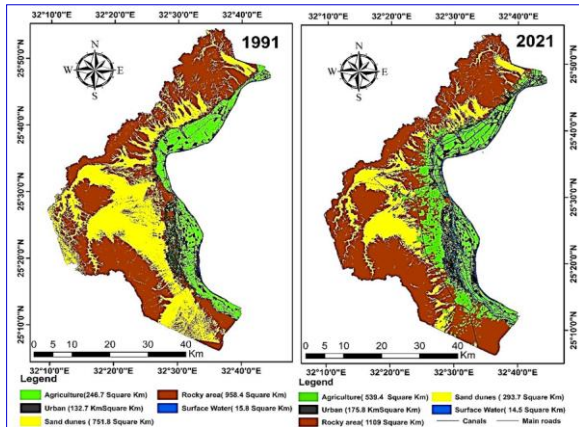 32°10'0"E 32°20'0"E 32°30'0"E 32°40'0"E
1991
N
W E
S
25°50'0"N
25°40'0"N
25°30'0"N
25°20'0"N
25°10'0"N
32°10'0"E 32°20'0"E 32°30'0"E 32°40'0"E
0 5 10 20 30 40
Km
Legend
Agriculture(246.7 Square Km)
Rocky area( 958.4 Square Km)
Urban (132.7 KmSquare Km)
Surface Water( 15.8 Square Km)
Sand dunes ( 751.8 Square Km)
32°10'0"E 32°20'0"E 32°30'0"E 32°40'0"E
2021
N
W E
S
25°50'0"N
25°40'0"N
25°30'0"N
25°20'0"N
25°10'0"N
32°10'0"E 32°20'0"E 32°30'0"E 32°40'0"E
0 5 10 20 30 40
Km
Legend
Agriculture( 539.4 Square Km)
Sand dunes ( 293.7 Square Km)
Urban (175.8 KmSquare Km)
Surface Water( 14.5 Square Km)
Rocky area( 1109 Square Km)
Canals
Main roads